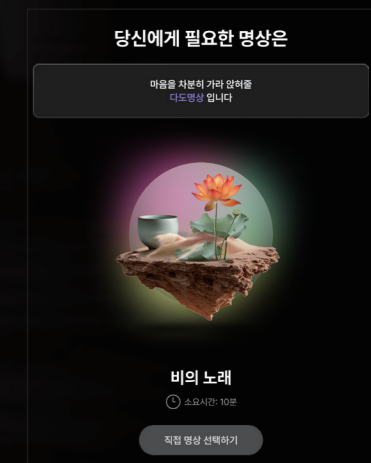 당신에게 필요한 명상은
마음을 차분히 가라 앉혀줄
다도명상 입니다
비의 노래
소요시간: 10분
직접 명상 선택하기